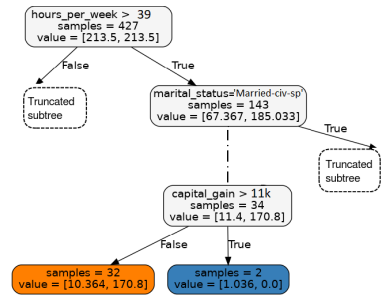 hours_per_week > 39
samples = 427
value = [213.5, 213.5]
False
True
Truncated
subtree
marital_status='Married-civ-sp'
samples = 143
value = [67.367, 185.033]
True
Truncated
subtree
capital_gain > 11k
samples = 34
value = [11.4, 170.8]
False
True
samples = 32
value = [10.364, 170.8]
samples = 2
value = [1.036, 0.0]